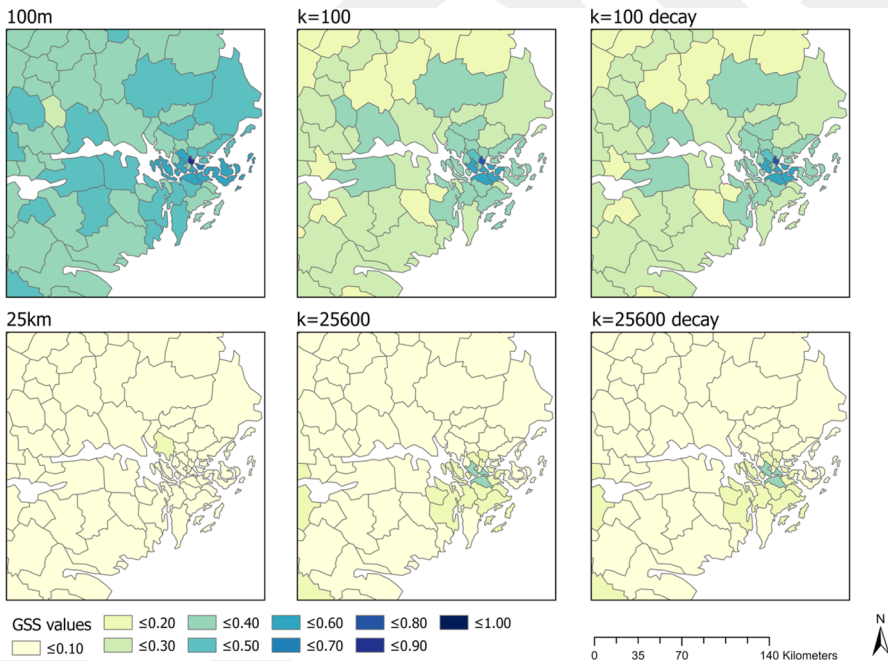 100m
k=100
k=100 decay
25km
k=25600
k=25600 decay
GSS values
≤0.10
≤0.20
≤0.30
≤0.40
≤0.50
≤0.60
≤0.70
≤0.80
≤0.90
≤1.00
0 35 70 140 Kilometers
N